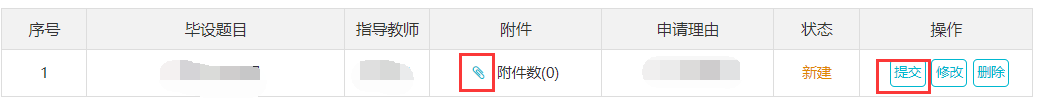 序号 毕设题目 指导教师 附件 申请理由 状态 操作
1 附件数(0) 新建 提交 修改 删除